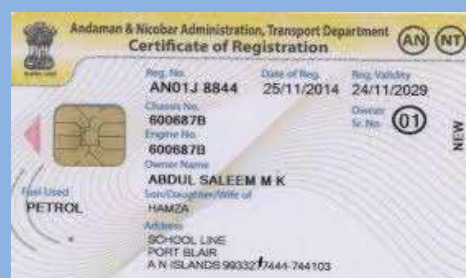 Andaman & Nicobar Administration, Transport Department
Certificate of Registration
AN NT
Reg. No. Date of Reg. Reg. Validity
AN01J 8844 25/11/2014 24/11/2029
Chassis No. Owner
600687B Sr. No. 01
Engine No.
600687B
NEW
Owner Name
ABDUL SALEEM M K
Fuel Used Son/Daughter/Wife of
PETROL HAMZA
Address
SCHOOL LINE
PORT BLAIR
A N ISLANDS 744103